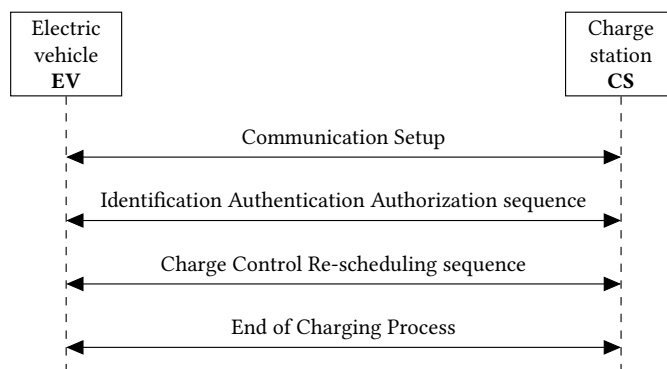 Electric
vehicle
EV
Charge
station
CS
Communication Setup
Identification Authentication Authorization sequence
Charge Control Re-scheduling sequence
End of Charging Process